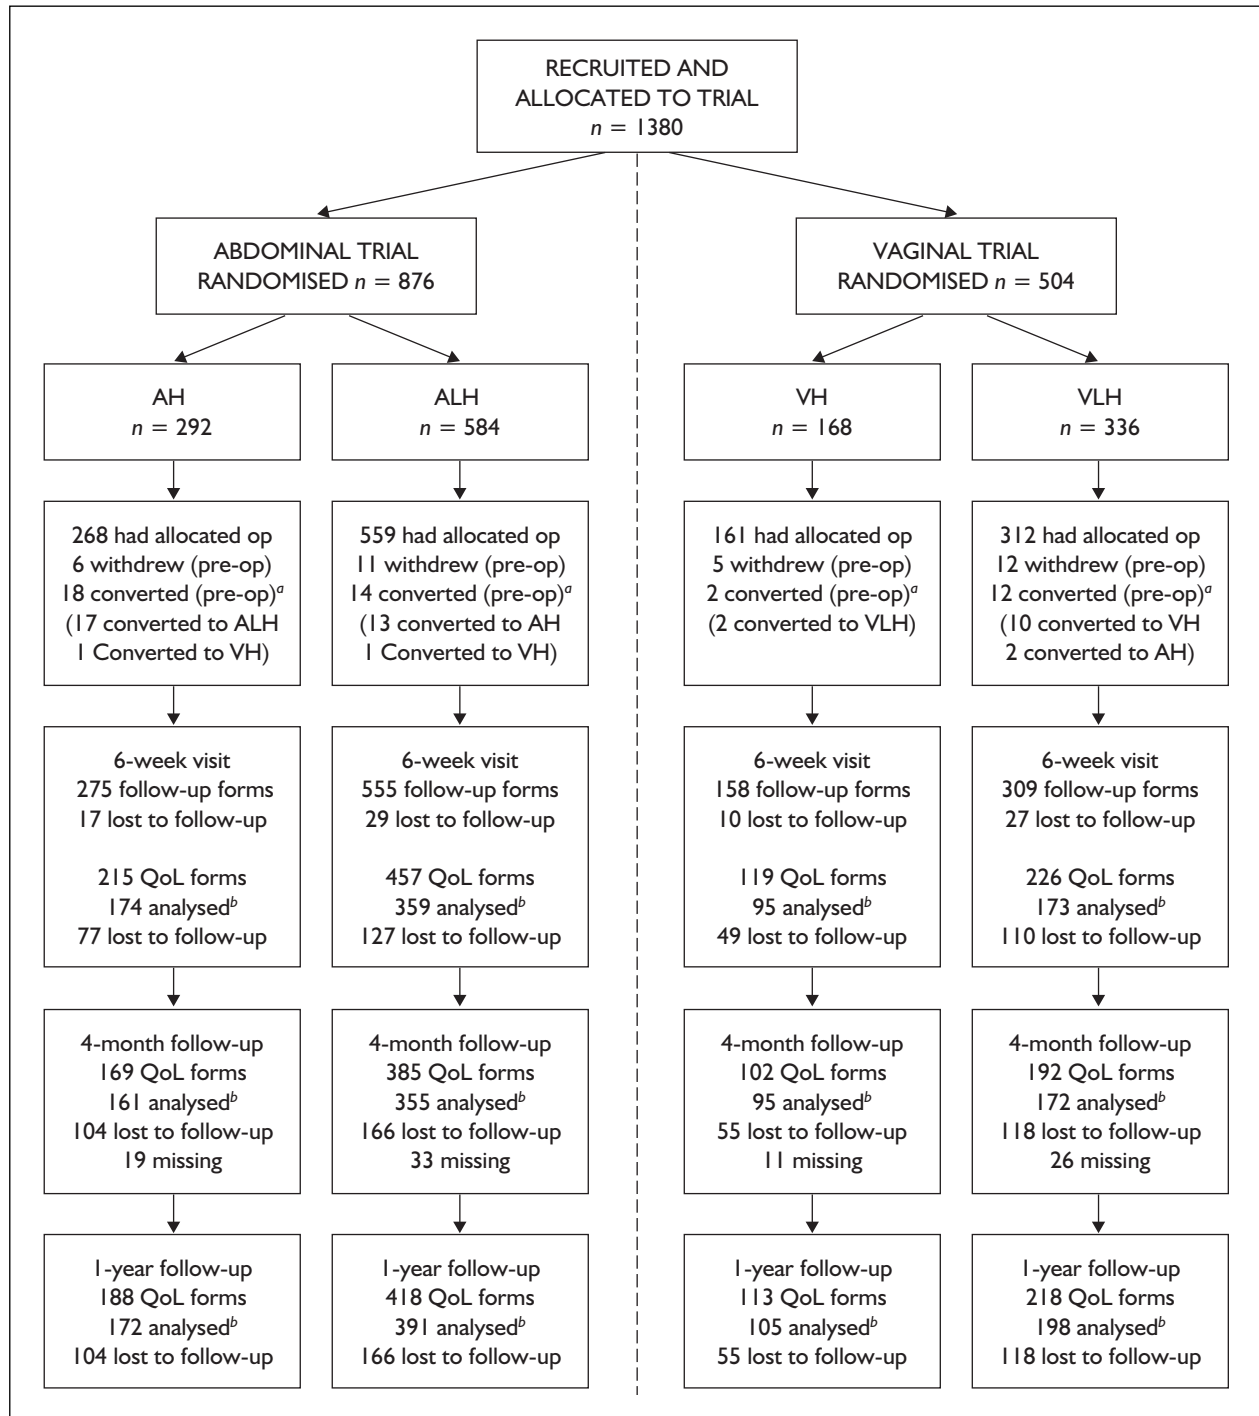 RECRUITED AND
ALLOCATED TO TRIAL
n = 1380
ABDOMINAL TRIAL
RANDOMISED n = 876
VAGINAL TRIAL
RANDOMISED n = 504
AH
n = 292
ALH
n = 584
VH
n = 168
VLH
n = 336
268 had allocated op
6 withdrew (pre-op)
18 converted (pre-op)a
(17 converted to ALH
1 Converted to VH)
559 had allocated op
11 withdrew (pre-op)
14 converted (pre-op)a
(13 converted to AH
1 Converted to VH)
161 had allocated op
5 withdrew (pre-op)
2 converted (pre-op)a
(2 converted to VLH)
312 had allocated op
12 withdrew (pre-op)
12 converted (pre-op)a
(10 converted to VH
2 converted to AH)
6-week visit
275 follow-up forms
17 lost to follow-up
215 QoL forms
174 analysedb
77 lost to follow-up
6-week visit
555 follow-up forms
29 lost to follow-up
457 QoL forms
359 analysedb
127 lost to follow-up
6-week visit
158 follow-up forms
10 lost to follow-up
119 QoL forms
95 analysedb
49 lost to follow-up
6-week visit
309 follow-up forms
27 lost to follow-up
226 QoL forms
173 analysedb
110 lost to follow-up
4-month follow-up
169 QoL forms
161 analysedb
104 lost to follow-up
19 missing
4-month follow-up
385 QoL forms
355 analysedb
166 lost to follow-up
33 missing
4-month follow-up
102 QoL forms
95 analysedb
55 lost to follow-up
11 missing
4-month follow-up
192 QoL forms
172 analysedb
118 lost to follow-up
26 missing
1-year follow-up
188 QoL forms
172 analysedb
104 lost to follow-up
1-year follow-up
418 QoL forms
391 analysedb
166 lost to follow-up
1-year follow-up
113 QoL forms
105 analysedb
55 lost to follow-up
1-year follow-up
218 QoL forms
198 analysedb
118 lost to follow-up